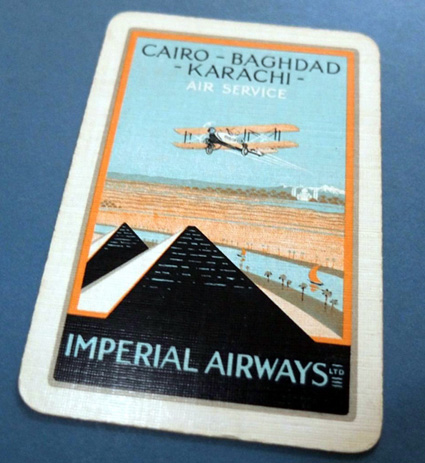 CAIRO - BAGHDAD
- KARACHI -
AIR SERVICE
IMPERIAL AIRWAYS LTD